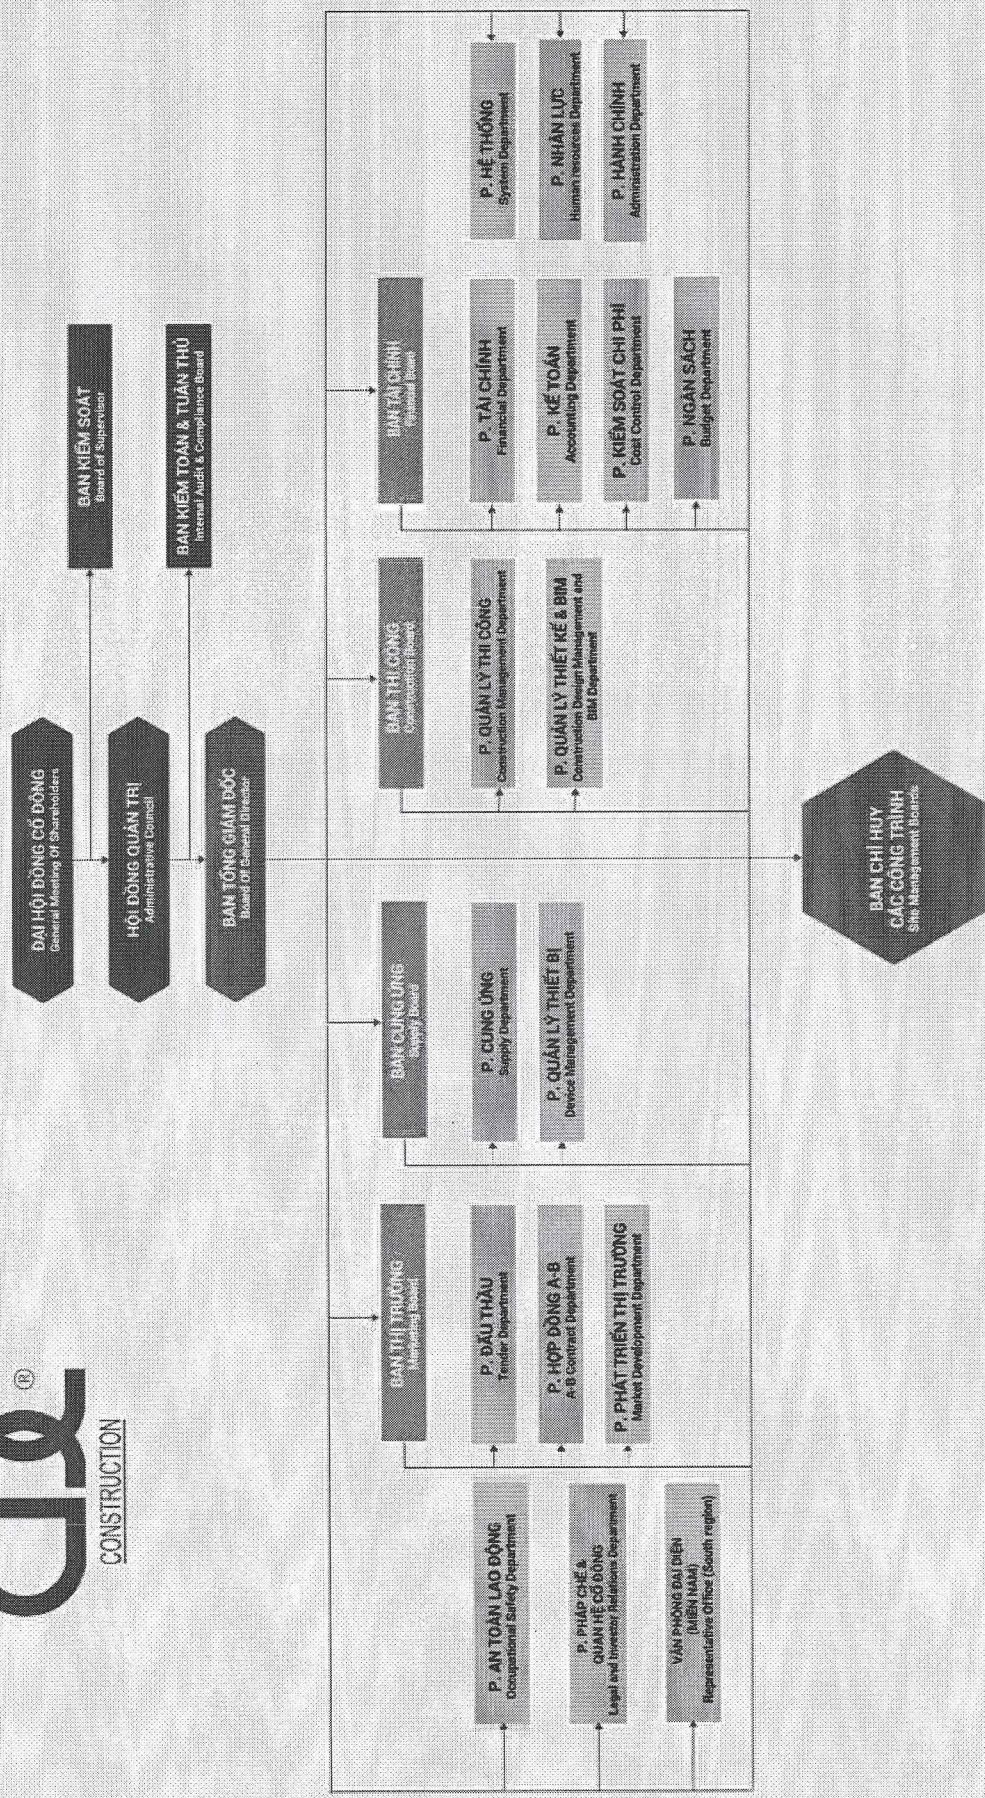 ®
CONSTRUCTION
ĐẠI HỘI ĐỒNG CỔ ĐÔNG
General Meeting Of Shareholders
BAN KIỂM SOÁT
Board of Supervisor
HỘI ĐỒNG QUẢN TRỊ
Administrative Council
BAN KIỂM TOÁN & TUÂN THỦ
Internal Audit & Compliance Board
BAN TỔNG GIÁM ĐỐC
Board Of General Director
BAN THỊ TRƯỜNG
Marketing Board
BAN CUNG ỨNG
Supply Board
BAN THI CÔNG
Construction Board
BAN TÀI CHÍNH
P. AN TOÀN LAO ĐỘNG
Occupational Safety Department
P. PHÁP CHẾ &
QUAN HỆ CỔ ĐÔNG
Legal and Investor Relations Department
VĂN PHÒNG ĐẠI DIỆN
(MIỀN NAM)
Representative Office (South region)
P. ĐẤU THẦU
Tender Department
P. HỢP ĐỒNG A-B
A-B Contract Department
P. PHÁT TRIỂN THỊ TRƯỜNG
Market Development Department
P. CUNG ỨNG
Supply Department
P. QUẢN LÝ THIẾT BỊ
Device Management Department
P. QUẢN LÝ THI CÔNG
Construction Management Department
P. QUẢN LÝ THIẾT KẾ & BIM
Construction Design Management and
BIM Department
P. TÀI CHÍNH
Financial Department
P. KẾ TOÁN
Accounting Department
P. KIỂM SOÁT CHI PHÍ
Cost Control Department
P. NGÂN SÁCH
Budget Department
P. HỆ THỐNG
System Department
P. NHÂN LỰC
Human resources Department
P. HÀNH CHÍNH
Administration Department
BAN CHỈ HUY
CÁC CÔNG TRÌNH
Site Management Boards